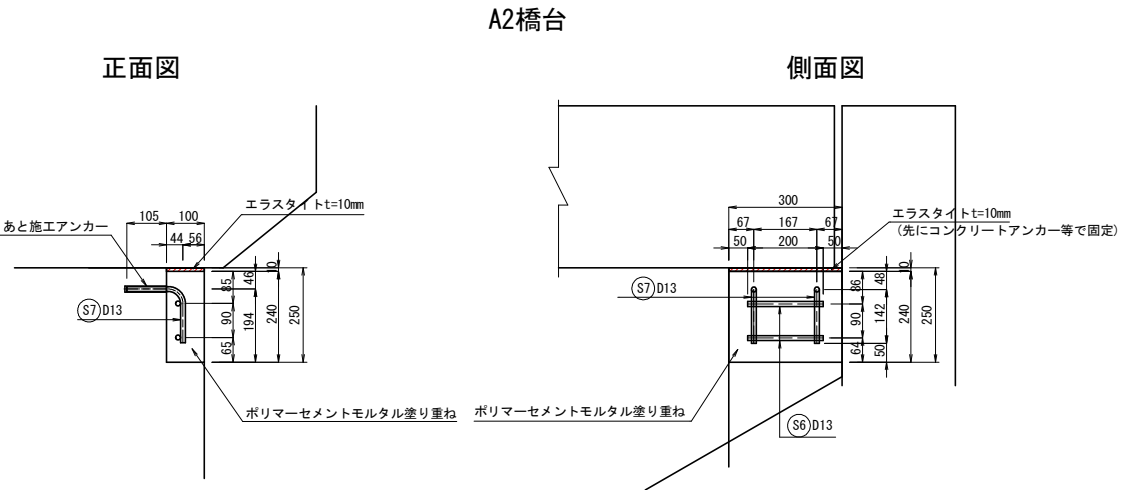 A2橋台
正面図
側面図
エラスタイトt=10mm
105
100
あと施工アンカー
44
56
46
10
85
S7 D13
90
194
240
250
65
ポリマーセメントモルタル塗り重ね
300
67
167
67
エラスタイトt=10mm
(先にコンクリートアンカー等で固定)
50
200
50
S7 D13
86
48
10
90
142
240
250
64
50
ポリマーセメントモルタル塗り重ね
S6 D13